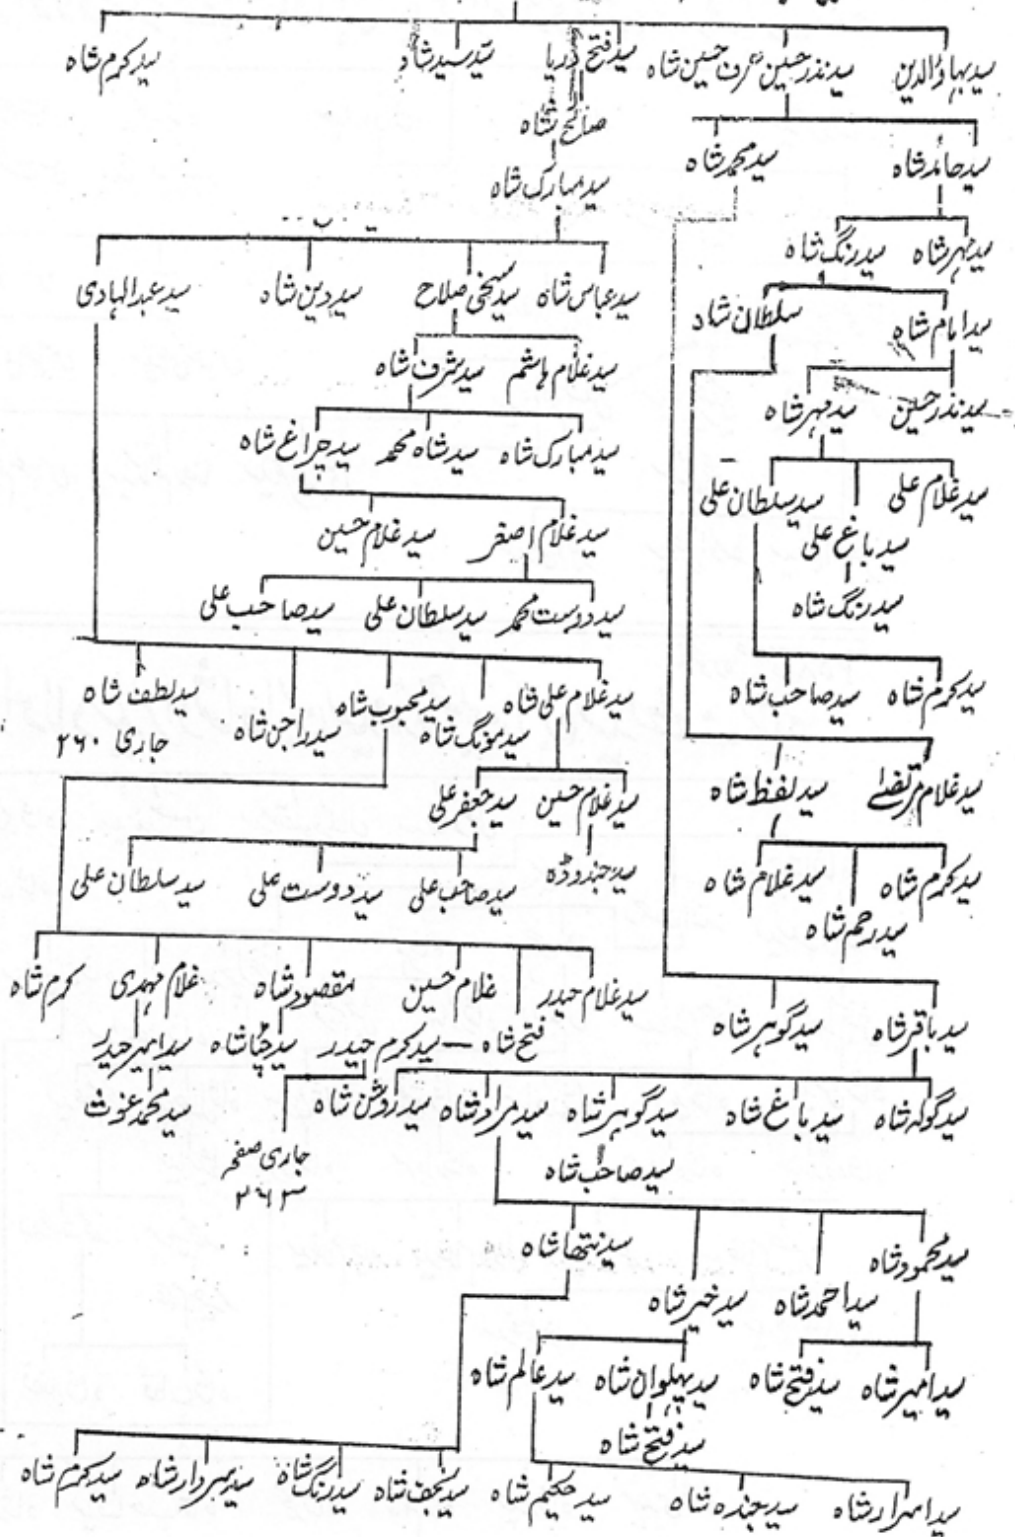 سید بہاؤالدین سید نذر حسین عرف حسین شاہ سید فتح دریا سید سید شاہ سید کرم شاہ
صالح شاہ
سید حامد شاہ سید محمد شاہ
سید مبارک شاہ
سید مہر شاہ سید رنگ شاہ
سید عباس شاہ سید سخی صلاح سید دین شاہ سید عبدالہادی
سید امام شاہ سلطان شاہ
سید غلام ہاشم سید شرف شاہ
سید نذر حسین سید مہر شاہ
سید مبارک شاہ سید شاہ محمد سید چراغ شاہ
سید غلام علی سید باغ علی سید سلطان علی
سید غلام اصغر سید غلام حسین
سید رنگ شاہ
سید دوست محمد سید سلطان علی سید صاحب علی
سید کرم شاہ سید صاحب شاہ
سید غلام علی شاہ سید مونگ شاہ سید محبوب شاہ سید راجن شاہ سید لطف شاہ
جاری ۲۶۰
سید غلام مرتضیٰ سید لفظ شاہ
سید غلام حسین سید جعفر علی
سید کرم شاہ سید رحم شاہ سید غلام شاہ
سید جندوڈہ سید صاحب علی سید دوست علی سید سلطان علی
سید غلام حیدر فتح شاہ غلام حسین مقصود شاہ غلام مہدی کرم شاہ
سید باقر شاہ سید گوہر شاہ
سید کرم حیدر سید چپا شاہ سید امیر حیدر
سید گولہ شاہ سید باغ شاہ سید گوہر شاہ سید مراد شاہ سید روشن شاہ سید محمد غوث
سید صاحب شاہ
جاری صفحہ
۲۶۳
سید محمود شاہ سید احمد شاہ سید خیر شاہ سید نتھا شاہ
سید امیر شاہ سید فتح شاہ سید پہلوان شاہ سید عالم شاہ
سید فتح شاہ
سید نجف شاہ سید رنگ شاہ سید سردار شاہ سید کرم شاہ
سید اسرار شاہ سید جندہ شاہ سید حکیم شاہ